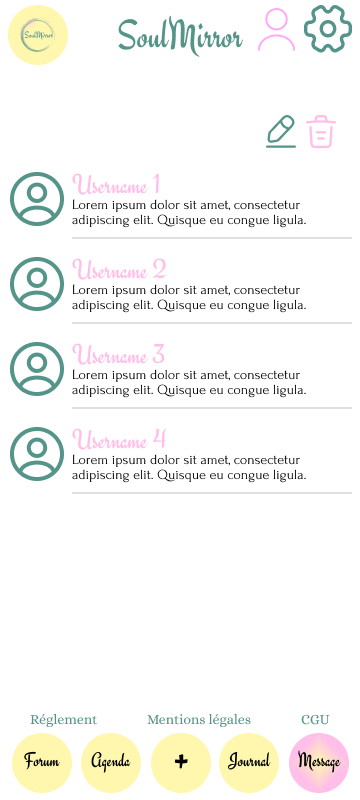 SoulMirror
SoulMirror
Username 1
Lorem ipsum dolor sit amet, consectetur
adipiscing elit. Quisque eu congue ligula.
Username 2
Lorem ipsum dolor sit amet, consectetur
adipiscing elit. Quisque eu congue ligula.
Username 3
Lorem ipsum dolor sit amet, consectetur
adipiscing elit. Quisque eu congue ligula.
Username 4
Lorem ipsum dolor sit amet, consectetur
adipiscing elit. Quisque eu congue ligula.
Réglement Mentions légales CGU
Forum Agenda + Journal Message